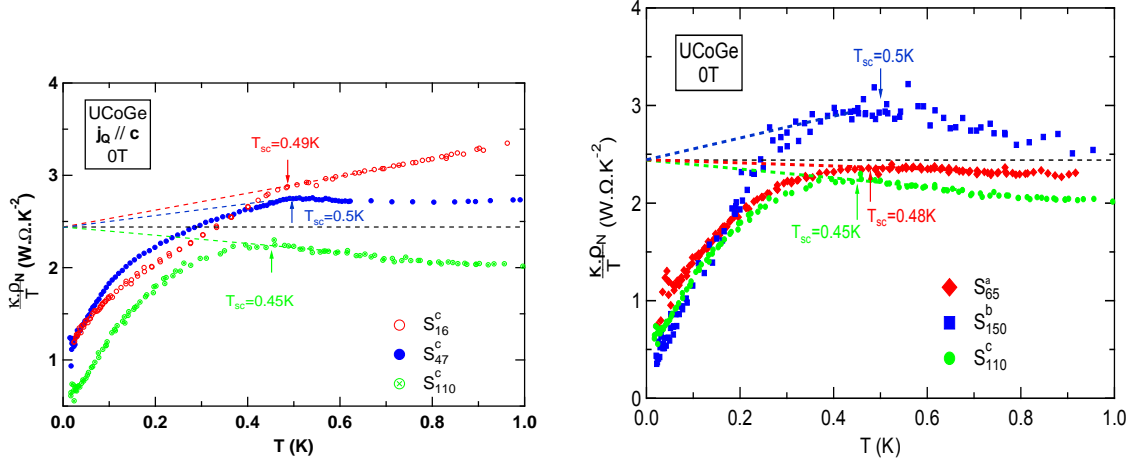 4
3
2
1
κ.ρN
T
(W.Ω.K-2)
UCoGe
jQ // c
0T
Tsc=0.49K
Tsc=0.5K
Tsc=0.45K
S16c
S47c
S110c
0.0 0.2 0.4 0.6 0.8 1.0
T (K)
4
3
2
1
0
κ.ρN
T
(W.Ω.K-2)
UCoGe
0T
Tsc=0.5K
Tsc=0.45K
Tsc=0.48K
S65a
S150b
S110c
0.0 0.2 0.4 0.6 0.8 1.0
T (K)